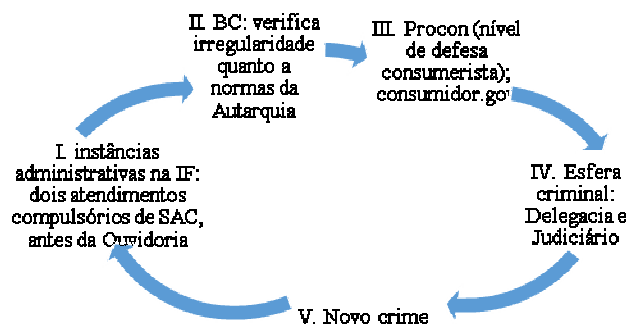 I. instâncias
administrativas na IF:
dois atendimentos
compulsórios de SAC,
antes da Ouvidoria
II. BC: verifica
irregularidade
quanto a
normas da
Autarquia
III. Procon (nível
de defesa
consumerista);
consumidor.gov
IV. Esfera
criminal:
Delegacia e
Judiciário
V. Novo crime